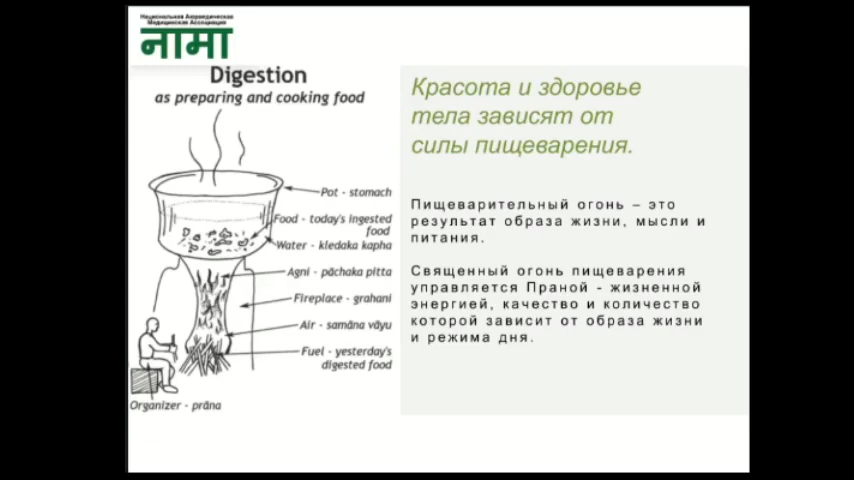 Национальная Аюрведическая
Медицинская Ассоциация
नामा
Digestion
as preparing and cooking food
Pot - stomach
Food - today's ingested
food
Water - kledaka kapha
Agni - pāchaka pitta
Fireplace - grahani
Air - samāna vāyu
Fuel - yesterday's
digested food
Organizer - prāna
Красота и здоровье
тела зависят от
силы пищеварения.
Пищеварительный огонь – это
результат образа жизни, мысли и
питания.
Священный огонь пищеварения
управляется Праной - жизненной
энергией, качество и количество
которой зависит от образа жизни
и режима дня.